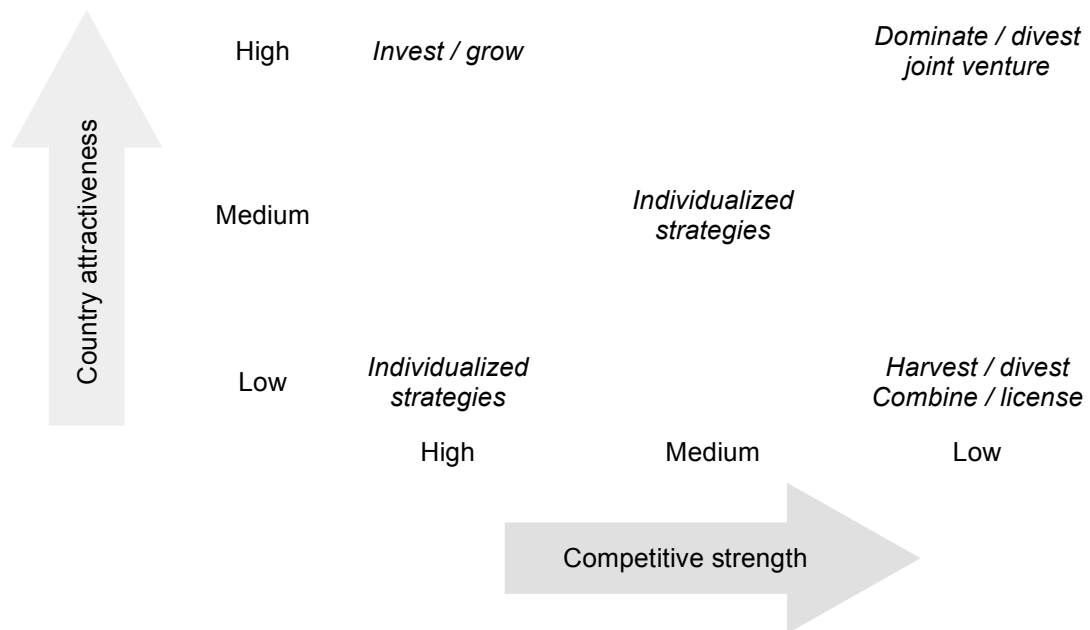 High
Invest / grow
Dominate / divest
joint venture
Country attractiveness
Medium
Individualized
strategies
Low
Individualized
strategies
Harvest / divest
Combine / license
High
Medium
Low
Competitive strength